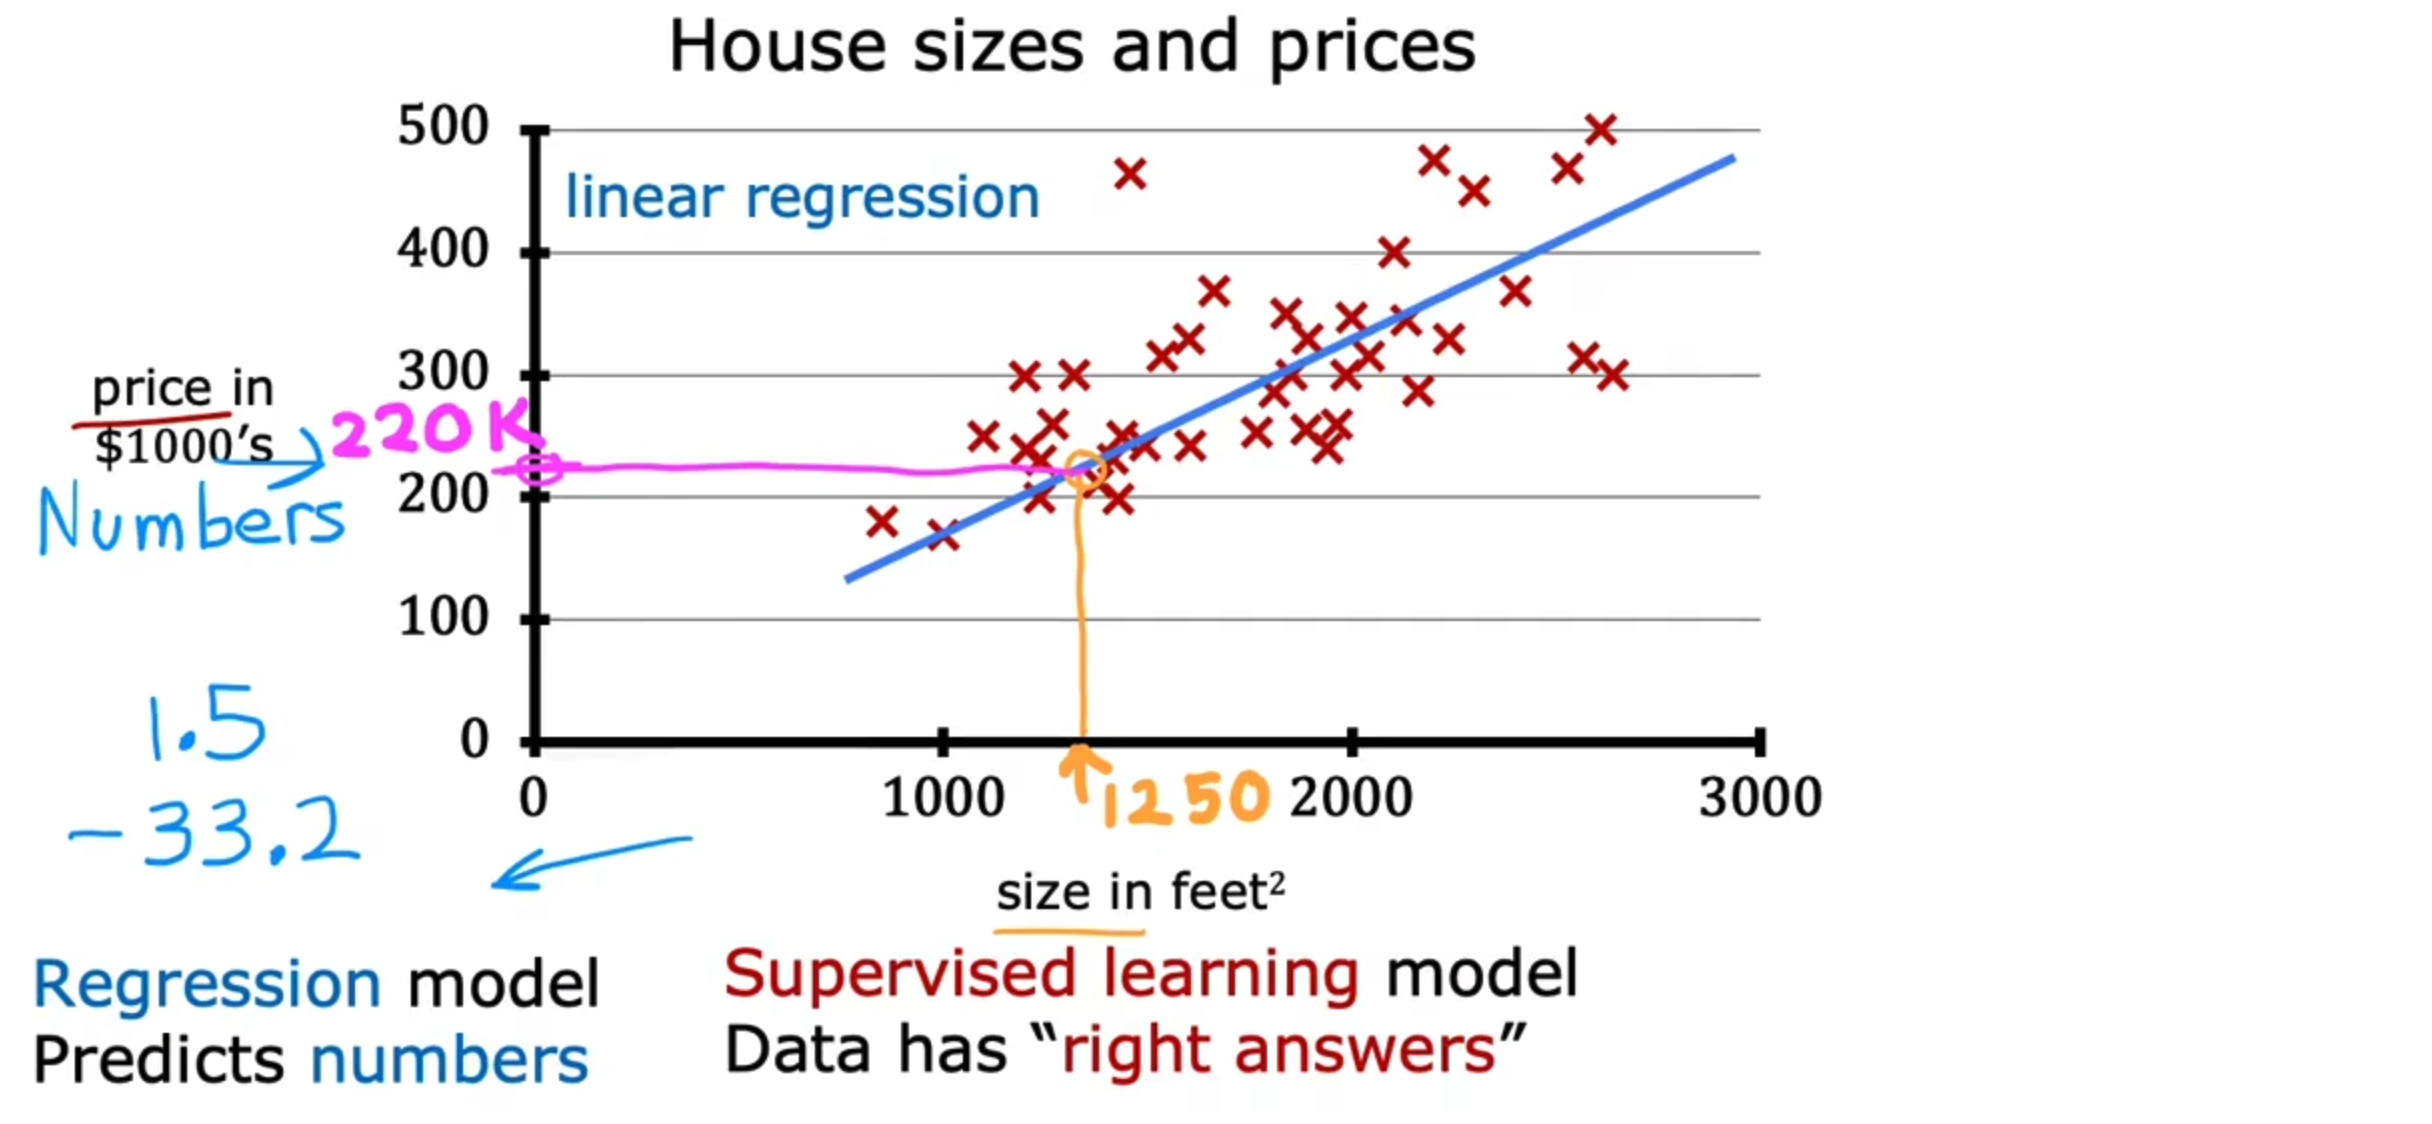 House sizes and prices
500
linear regression
400
300
price in
$1000's
220K
Numbers
200
100
1.5
0
0 1000 1250 2000 3000
-33.2
size in feet²
Regression model
Predicts numbers
Supervised learning model
Data has “right answers”